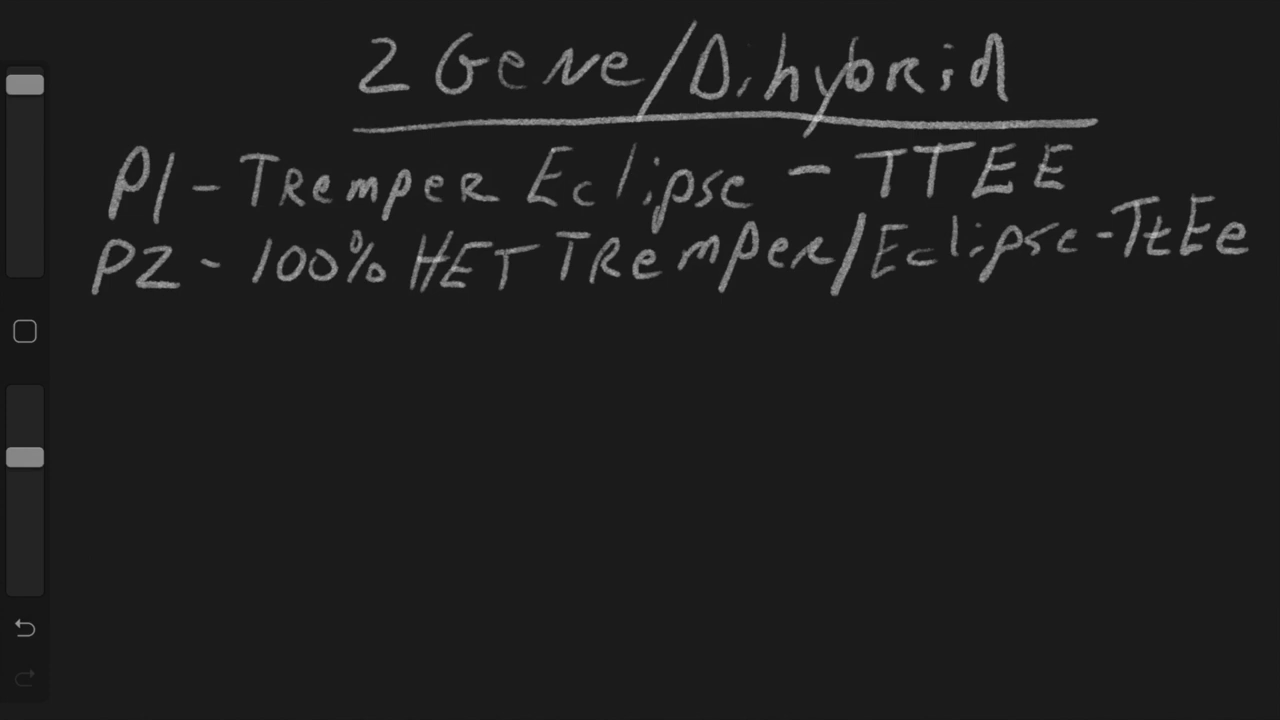 2 Gene/Dihybrid
P1 - Tremper Eclipse - TTEE
P2 - 100% HET Tremper/Eclipse - TtEe